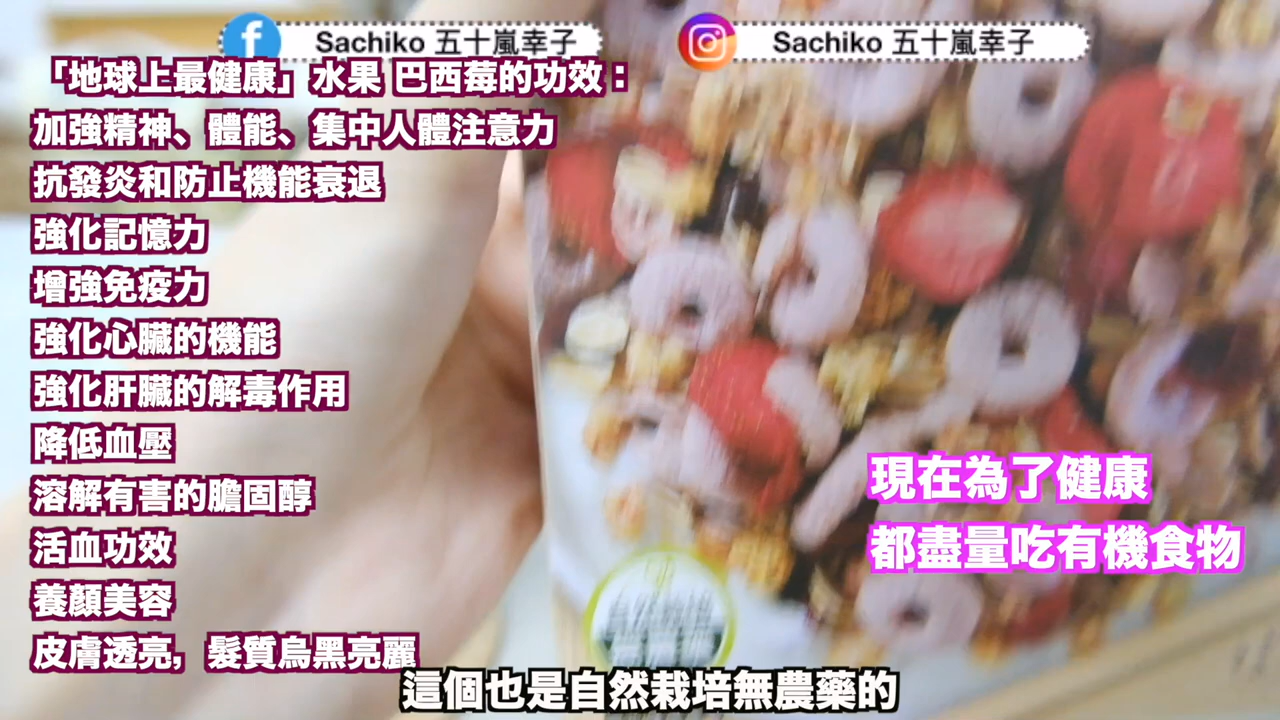 Sachiko 五十嵐幸子
Sachiko 五十嵐幸子
「地球上最健康」水果 巴西莓的功效：
加強精神、體能、集中人體注意力
抗發炎和防止機能衰退
強化記憶力
增強免疫力
強化心臟的機能
強化肝臟的解毒作用
降低血壓
溶解有害的膽固醇
活血功效
養顏美容
皮膚透亮，髮質烏黑亮麗
現在為了健康
都盡量吃有機食物
這個也是自然栽培無農藥的